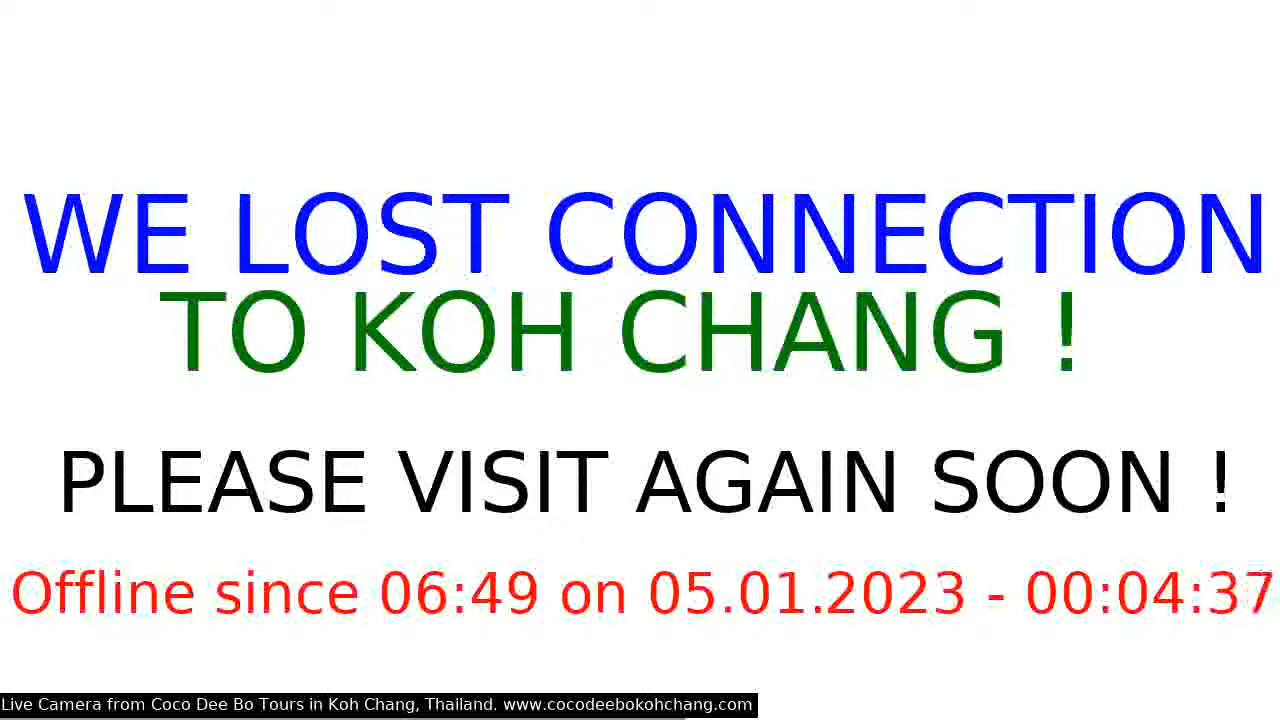 WE LOST CONNECTION
TO KOH CHANG !
PLEASE VISIT AGAIN SOON !
Offline since 06:49 on 05.01.2023 - 00:04:37
Live Camera from Coco Dee Bo Tours in Koh Chang, Thailand. www.cocodeebokohchang.com